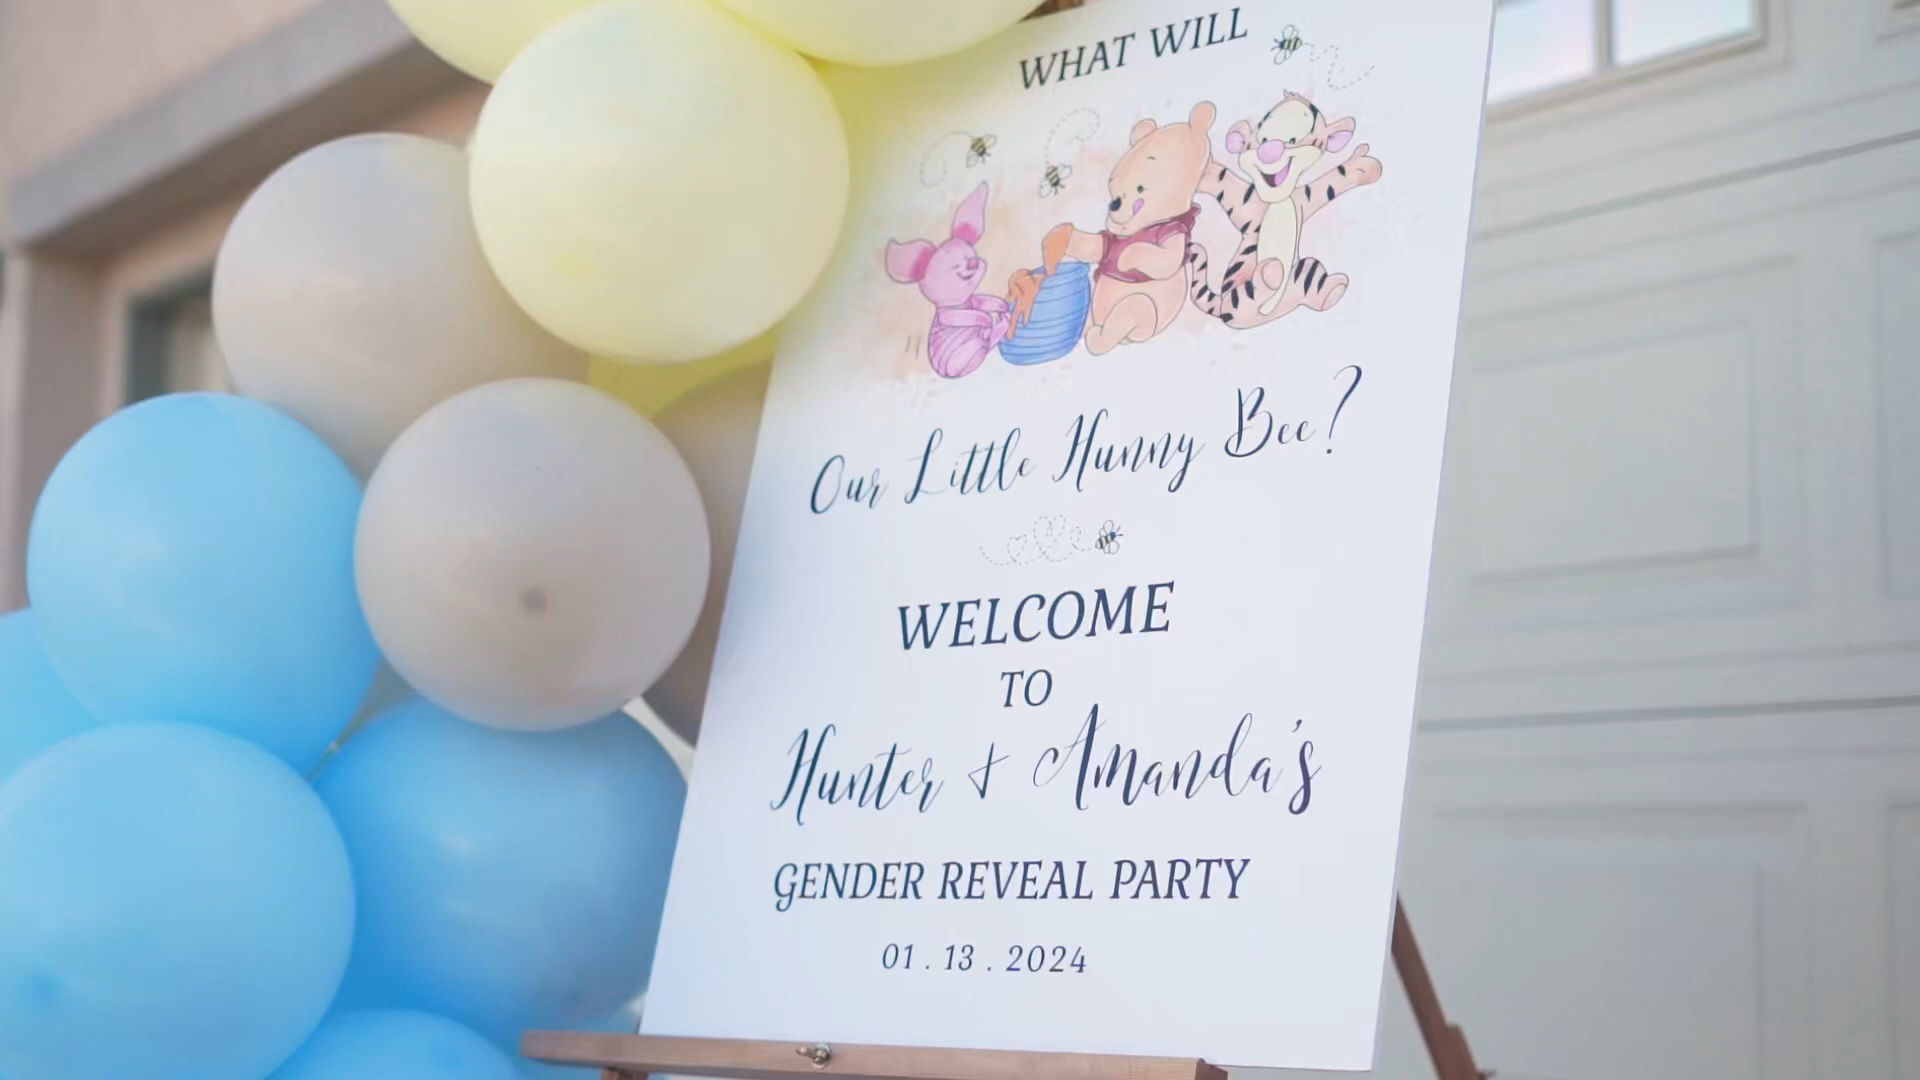 WHAT WILL
Our Little Hunny Bee?
WELCOME
TO
Hunter + Amanda's
GENDER REVEAL PARTY
01 . 13 . 2024